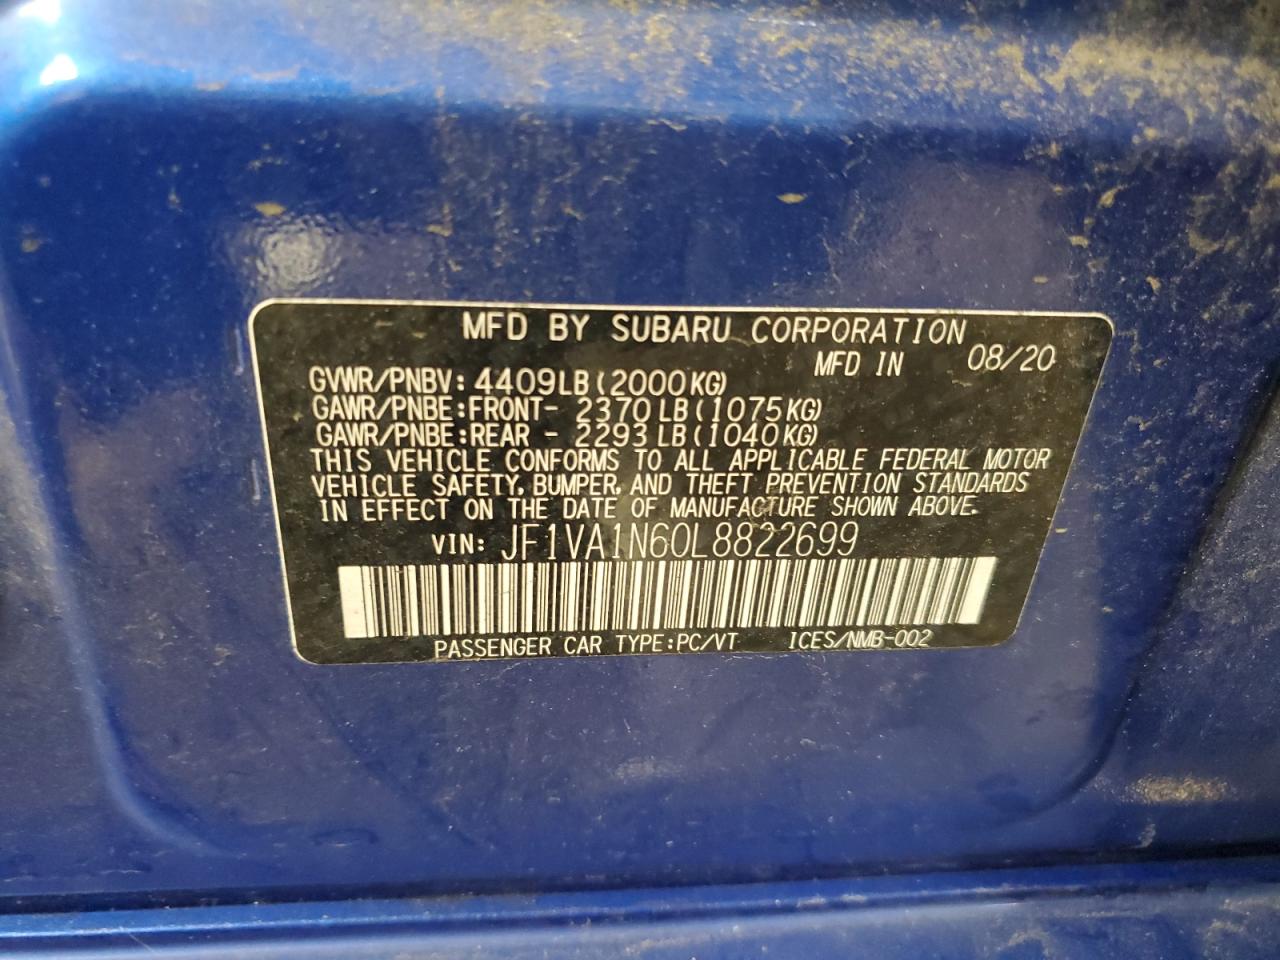 MFD BY SUBARU CORPORATION
MFD IN 08/20
GVWR/PNBV: 4409LB(2000KG)
GAWR/PNBE:FRONT- 2370LB(1075KG)
GAWR/PNBE:REAR - 2293LB(1040KG)
THIS VEHICLE CONFORMS TO ALL APPLICABLE FEDERAL MOTOR
VEHICLE SAFETY, BUMPER, AND THEFT PREVENTION STANDARDS
IN EFFECT ON THE DATE OF MANUFACTURE SHOWN ABOVE.
VIN: JF1VA1N60L8822699
PASSENGER CAR TYPE:PC/VT ICES/NMB-002